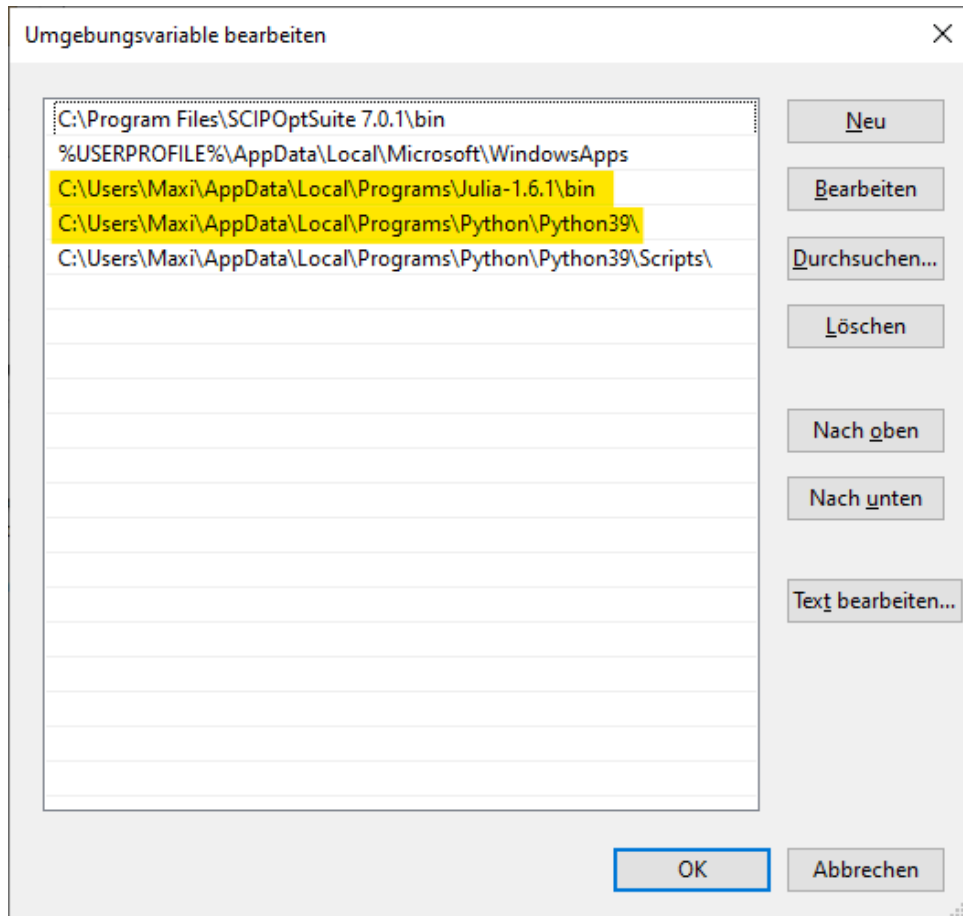 Umgebungsvariable bearbeiten
C:\Program Files\SCIPOptSuite 7.0.1\bin
%USERPROFILE%\AppData\Local\Microsoft\WindowsApps
C:\Users\Maxi\AppData\Local\Programs\Julia-1.6.1\bin
C:\Users\Maxi\AppData\Local\Programs\Python\Python39\
C:\Users\Maxi\AppData\Local\Programs\Python\Python39\Scripts\
Neu
Bearbeiten
Durchsuchen...
Löschen
Nach oben
Nach unten
Text bearbeiten...
OK
Abbrechen